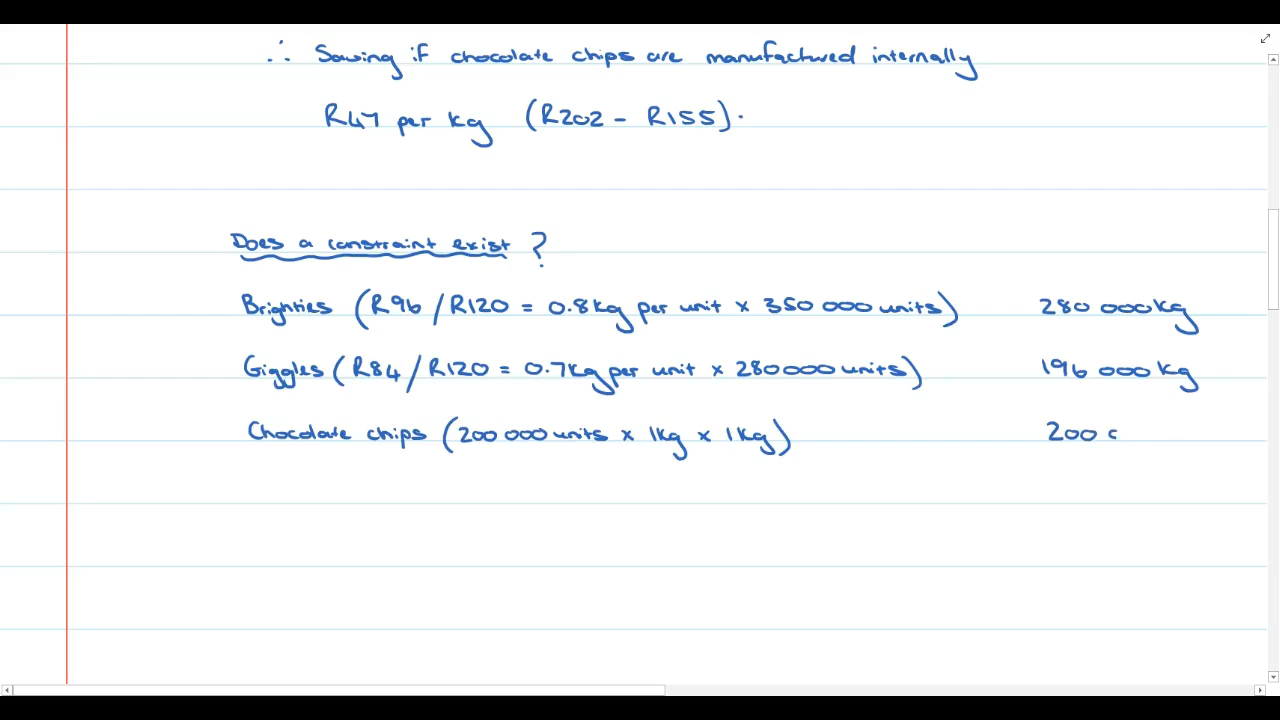 ∴ Saving if chocolate chips are manufactured internally
R47 per kg (R202 - R155).
Does a constraint exist ?
Brighties (R96 / R120 = 0.8kg per unit × 350 000 units) 280 000kg
Giggles (R84 / R120 = 0.7kg per unit × 280 000 units) 196 000kg
Chocolate chips (200 000 units × 1kg × 1kg) 200